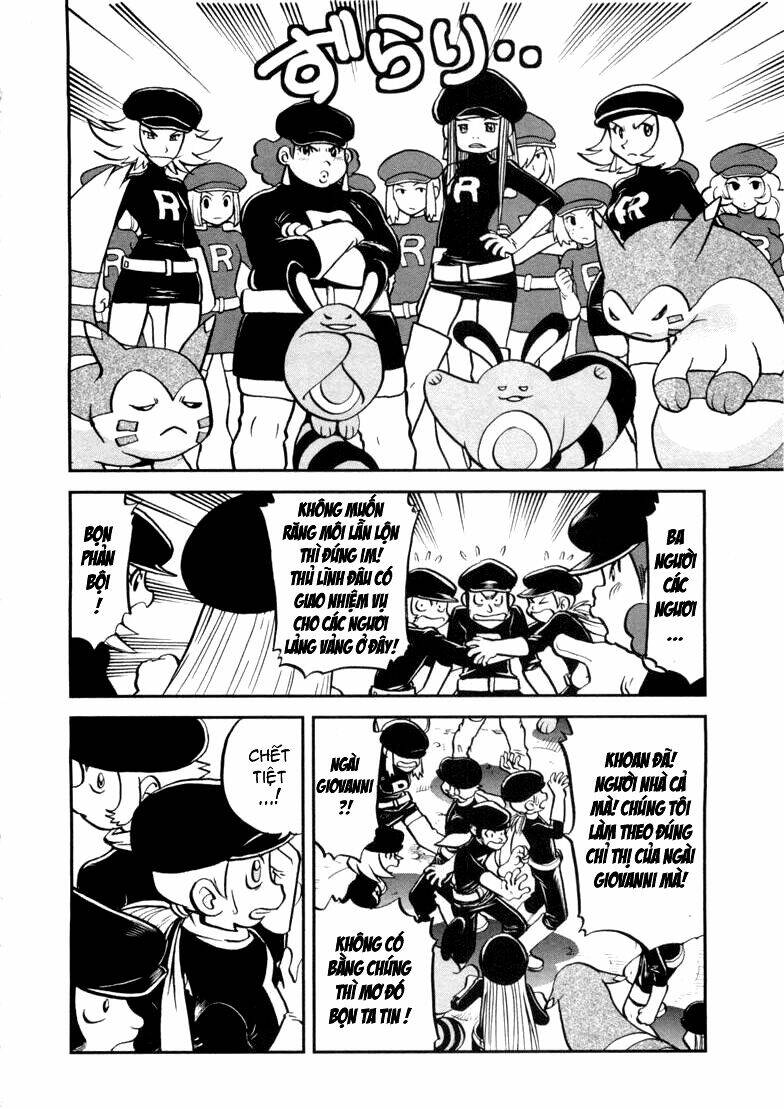 ずらり・・
R
R
R
R
R
R
BA
NGƯỜI
CÁC
NGƯƠI
...
KHÔNG MUỐN
RĂNG MÔI LẪN LỘN
THÌ ĐỨNG IM!
THỦ LĨNH ĐÂU CÓ
GIAO NHIỆM VỤ
CHO CÁC NGƯỜI
LẢNG VẢNG Ở ĐÂY!
BỌN
PHẢN
BỘI
!
KHOAN ĐÃ!
NGƯỜI NHÀ CẢ
MÀ! CHÚNG TÔI
LÀM THEO ĐÚNG
CHỈ THỊ CỦA NGÀI
GIOVANNI MÀ!
NGÀI
GIOVANNI
?!
KHÔNG CÓ
BẰNG CHỨNG
THÌ MƠ ĐÓ
BỌN TA TIN !
CHẾT
TIỆT
...!